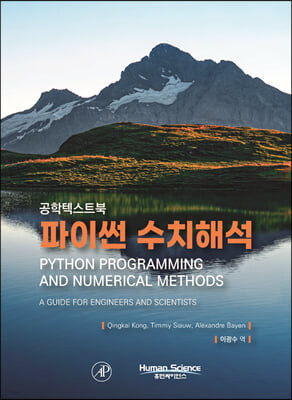 공학텍스트북
파이썬 수치해석
PYTHON PROGRAMMING
AND NUMERICAL METHODS
A GUIDE FOR ENGINEERS AND SCIENTISTS
Qingkai Kong, Timmy Siauw, Alexandre Bayen
이광수 역
AP
Human Science
휴먼싸이언스